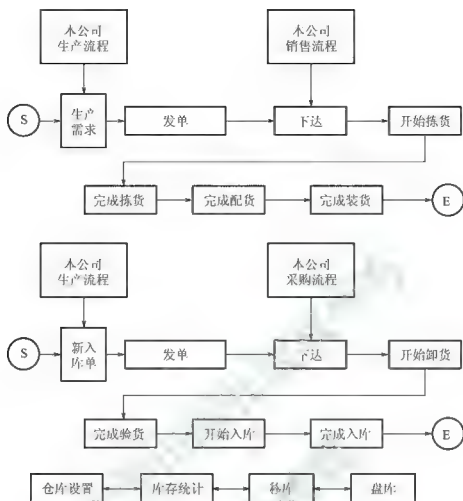 本公司
生产流程
本公司
销售流程
S
生产
需求
发单
下达
开始拣货
完成拣货
完成配货
完成装货
E
本公司
生产流程
本公司
采购流程
S
新入
库单
发单
下达
开始卸货
完成验货
开始入库
完成入库
E
仓库设置
库存统计
移库
盘库